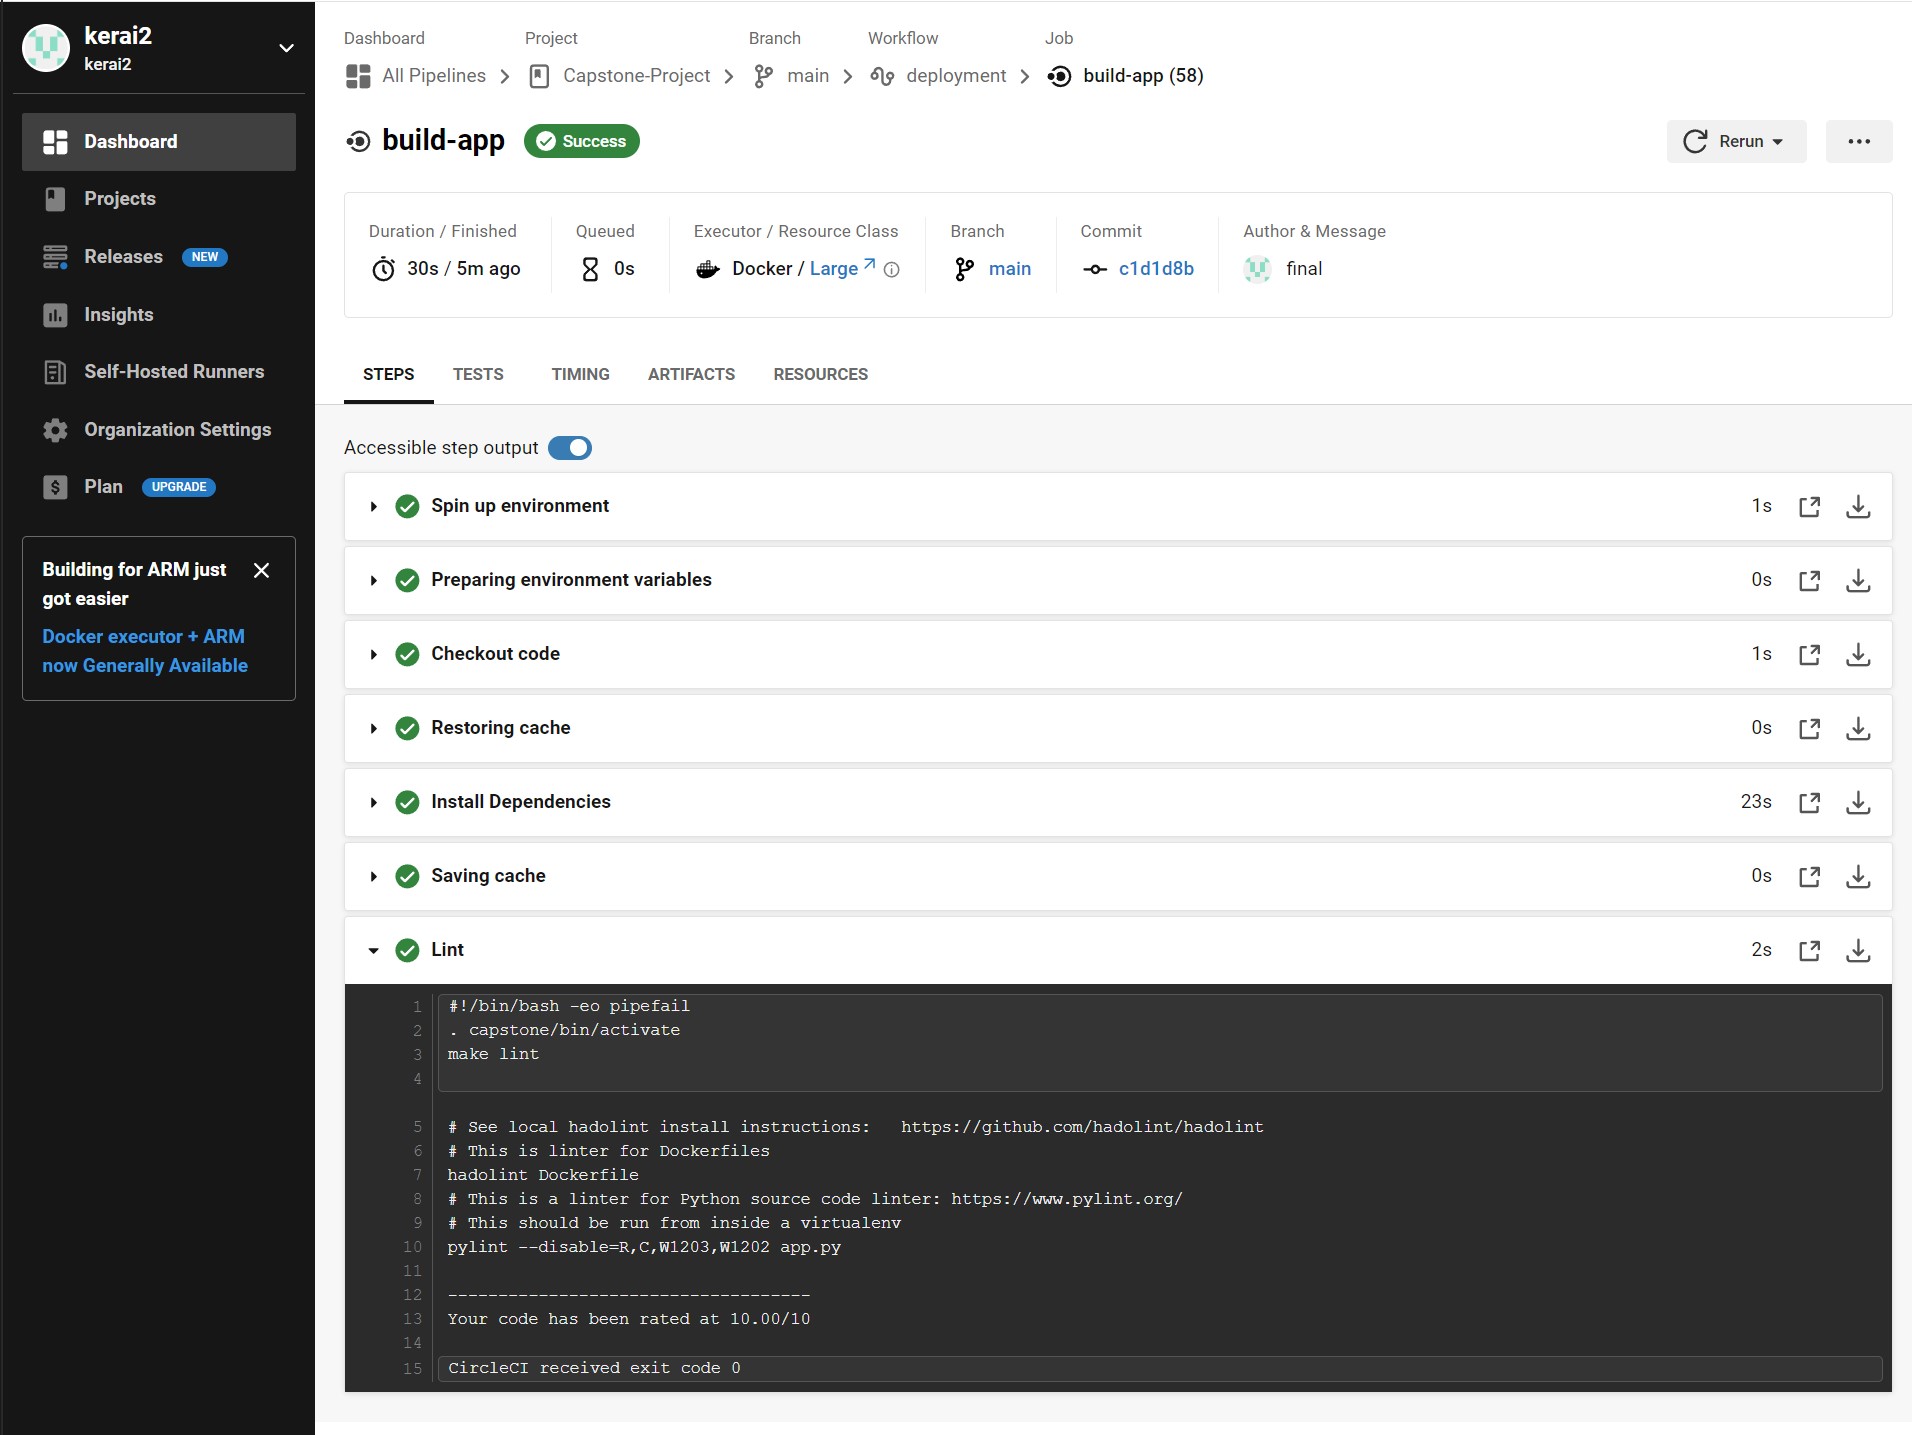 kerai2
kerai2
Dashboard
Projects
Releases NEW
Insights
Self-Hosted Runners
Organization Settings
Plan UPGRADE
Building for ARM just
got easier
Docker executor + ARM
now Generally Available
Dashboard Project Branch Workflow Job
All Pipelines Capstone-Project main deployment build-app (58)
build-app Success
Rerun
Duration / Finished Queued Executor / Resource Class Branch Commit Author & Message
30s / 5m ago 0s Docker / Large main c1d1d8b final
STEPS TESTS TIMING ARTIFACTS RESOURCES
Accessible step output
Spin up environment 1s
Preparing environment variables 0s
Checkout code 1s
Restoring cache 0s
Install Dependencies 23s
Saving cache 0s
Lint 2s
1 #!/bin/bash -eo pipefail
2 . capstone/bin/activate
3 make lint
4
5 # See local hadolint install instructions:   https://github.com/hadolint/hadolint
6 # This is linter for Dockerfiles
7 hadolint Dockerfile
8 # This is a linter for Python source code linter: https://www.pylint.org/
9 # This should be run from inside a virtualenv
10 pylint --disable=R,C,W1203,W1202 app.py
11
12 ------------------------------------
13 Your code has been rated at 10.00/10
14
15 CircleCI received exit code 0